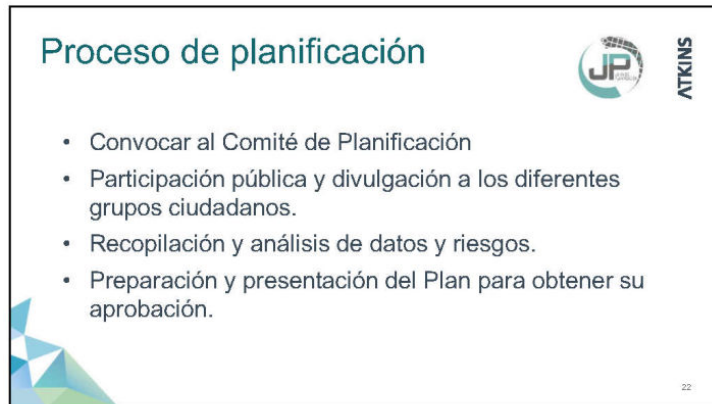 Proceso de planificación
JP
ATKINS
• Convocar al Comité de Planificación
• Participación pública y divulgación a los diferentes
grupos ciudadanos.
• Recopilación y análisis de datos y riesgos.
• Preparación y presentación del Plan para obtener su
aprobación.
22